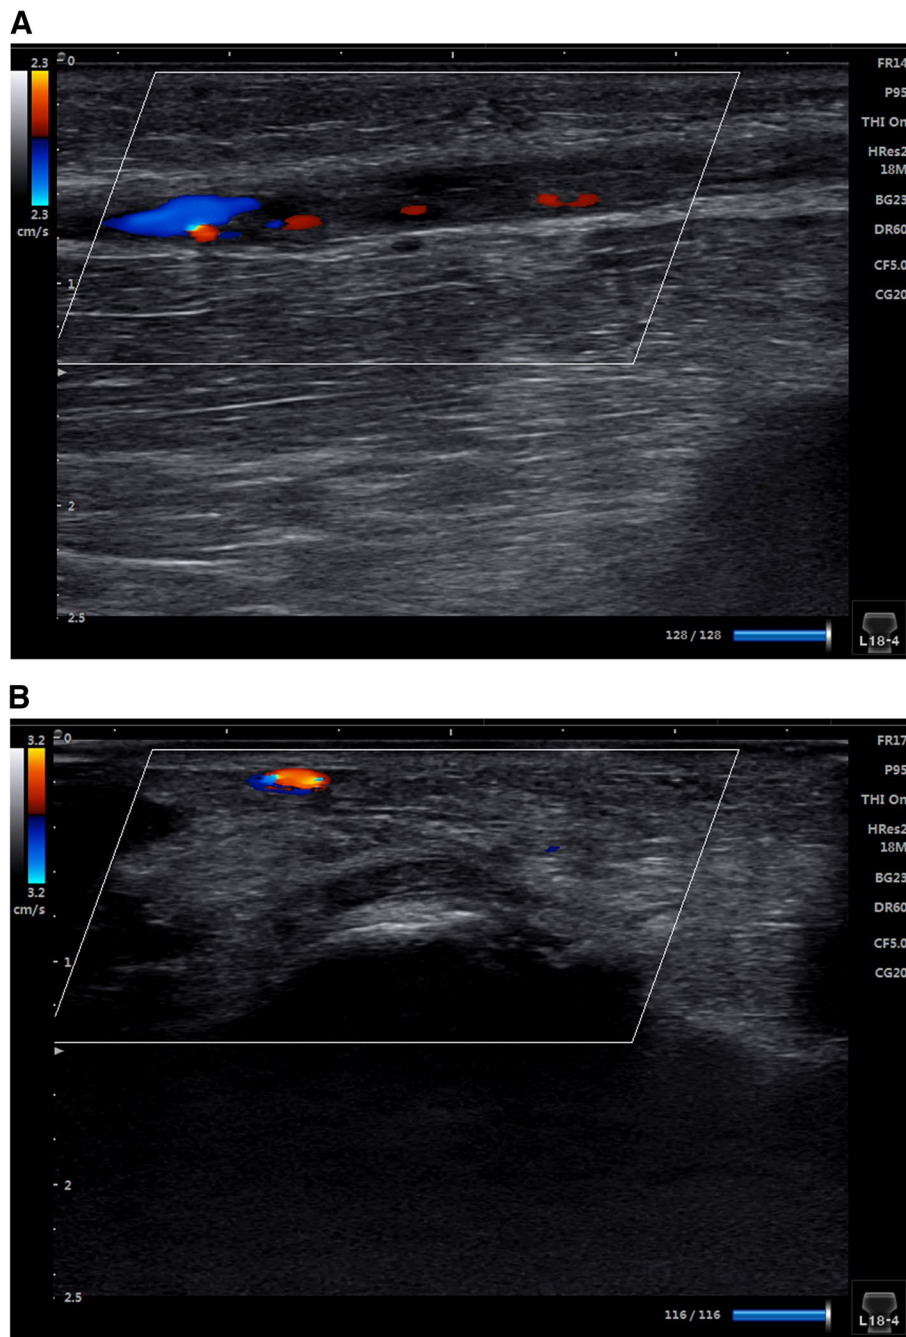 A
0
2.3
2.3
cm/s
1
2
2.5
FR14
P95
THI On
HRes2
18M
BG23
DR60
CF5.0
CG20
128 / 128
L18-4
B
0
3.2
3.2
cm/s
1
2
2.5
FR17
P95
THI On
HRes2
18M
BG23
DR60
CF5.0
CG20
116 / 116
L18-4